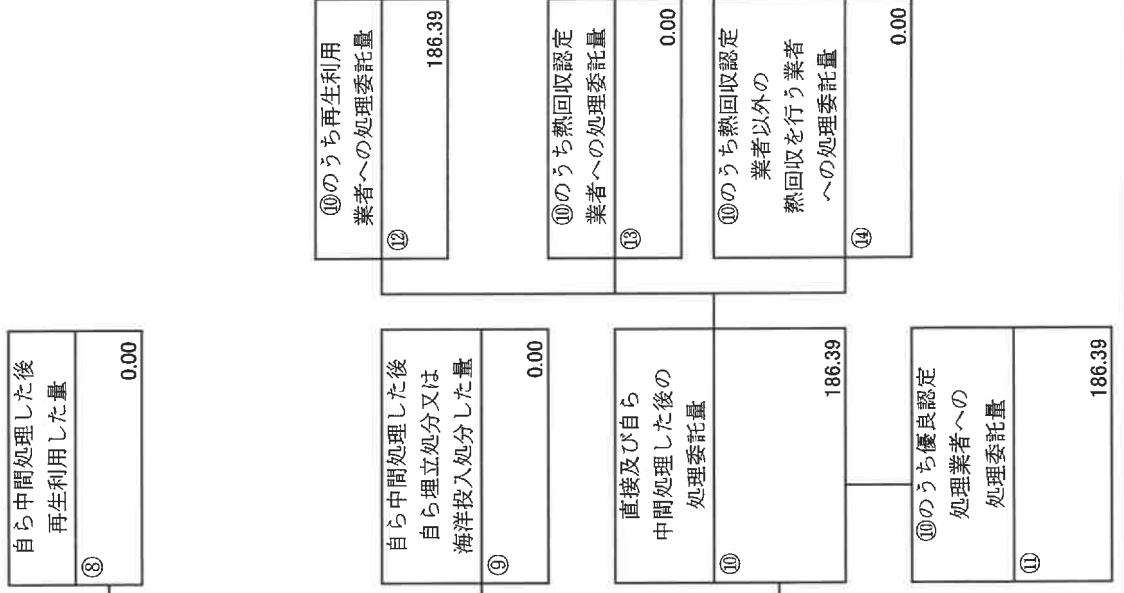 自ら中間処理した後
再生利用した量
⑧
0.00
自ら中間処理した後
自ら埋立処分又は
海洋投入処分した量
⑨
0.00
直接及び自ら
中間処理した後の
処理委託量
⑩
186.39
⑩のうち優良認定
処理業者への
処理委託量
⑪
186.39
⑩のうち再生利用
業者への処理委託量
⑫
186.39
⑩のうち熱回収認定
業者への処理委託量
⑬
0.00
⑩のうち熱回収認定
業者以外の
熱回収を行う業者
への処理委託量
⑭
0.00